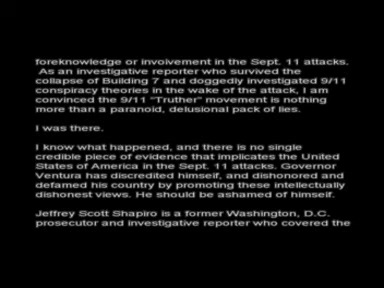 foreknowledge or involvement in the Sept. 11 attacks.
As an investigative reporter who survived the
collapse of Building 7 and doggedly investigated 9/11
conspiracy theories in the wake of the attack, I am
convinced the 9/11 "Truther" movement is nothing
more than a paranoid, delusional pack of lies.
I was there.
I know what happened, and there is no single
credible piece of evidence that implicates the United
States of America in the Sept. 11 attacks. Governor
Ventura has discredited himself, and dishonored and
defamed his country by promoting these intellectually
dishonest views. He should be ashamed of himself.
Jeffrey Scott Shapiro is a former Washington, D.C.
prosecutor and investigative reporter who covered the